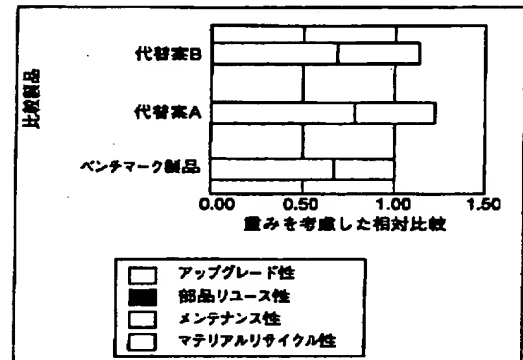 比較製品
代替案B
代替案A
ベンチマーク製品
0.00 0.50 1.00 1.50
重みを考慮した相対比較
アップグレード性
部品リユース性
メンテナンス性
マテリアルリサイクル性